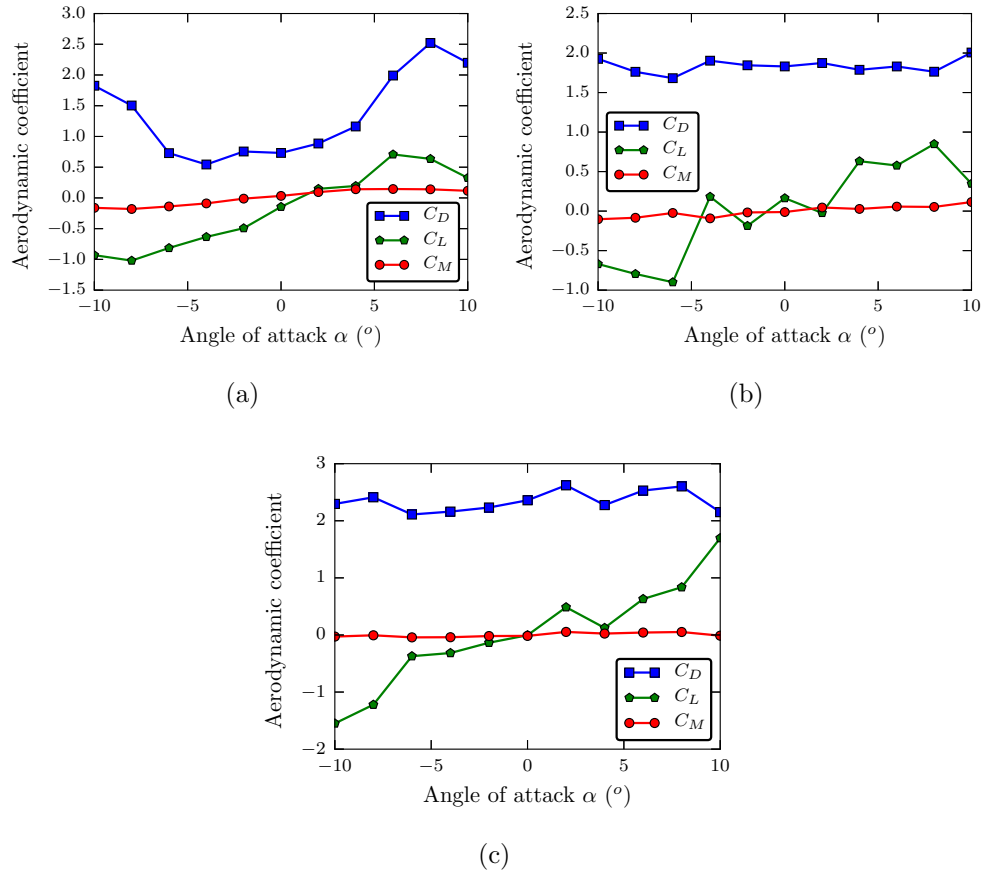 3.0
2.5
2.0
1.5
1.0
0.5
0.0
−0.5
−1.0
−1.5
−10
−5
0
5
10
Aerodynamic coefficient
Angle of attack α (°)
C_D
C_L
C_M
(a)
2.5
2.0
1.5
1.0
0.5
0.0
−0.5
−1.0
−10
−5
0
5
10
Aerodynamic coefficient
Angle of attack α (°)
C_D
C_L
C_M
(b)
3
2
1
0
−1
−2
−10
−5
0
5
10
Aerodynamic coefficient
Angle of attack α (°)
C_D
C_L
C_M
(c)